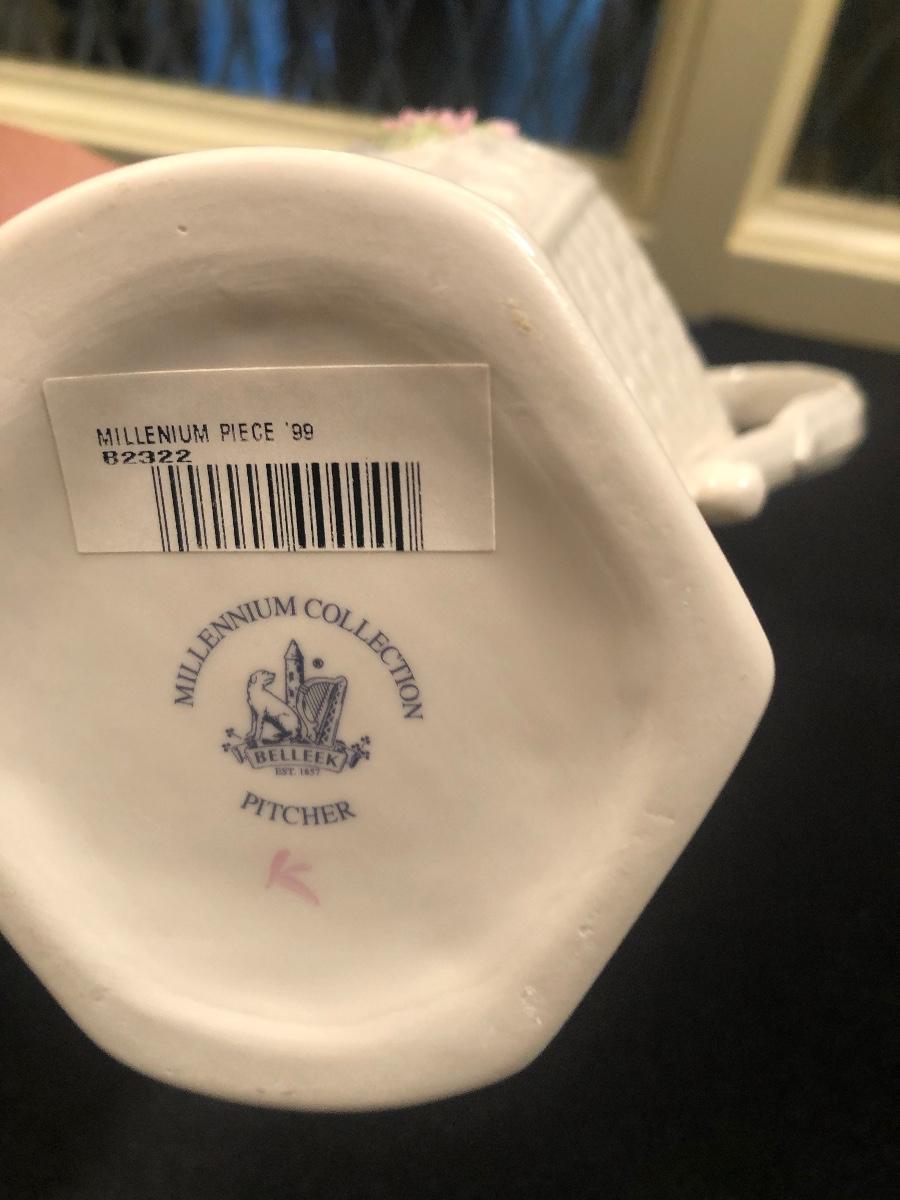 MILLENIUM PIECE '99
B2322
MILLENNIUM COLLECTION
®
BELLEEK
EST. 1857
PITCHER